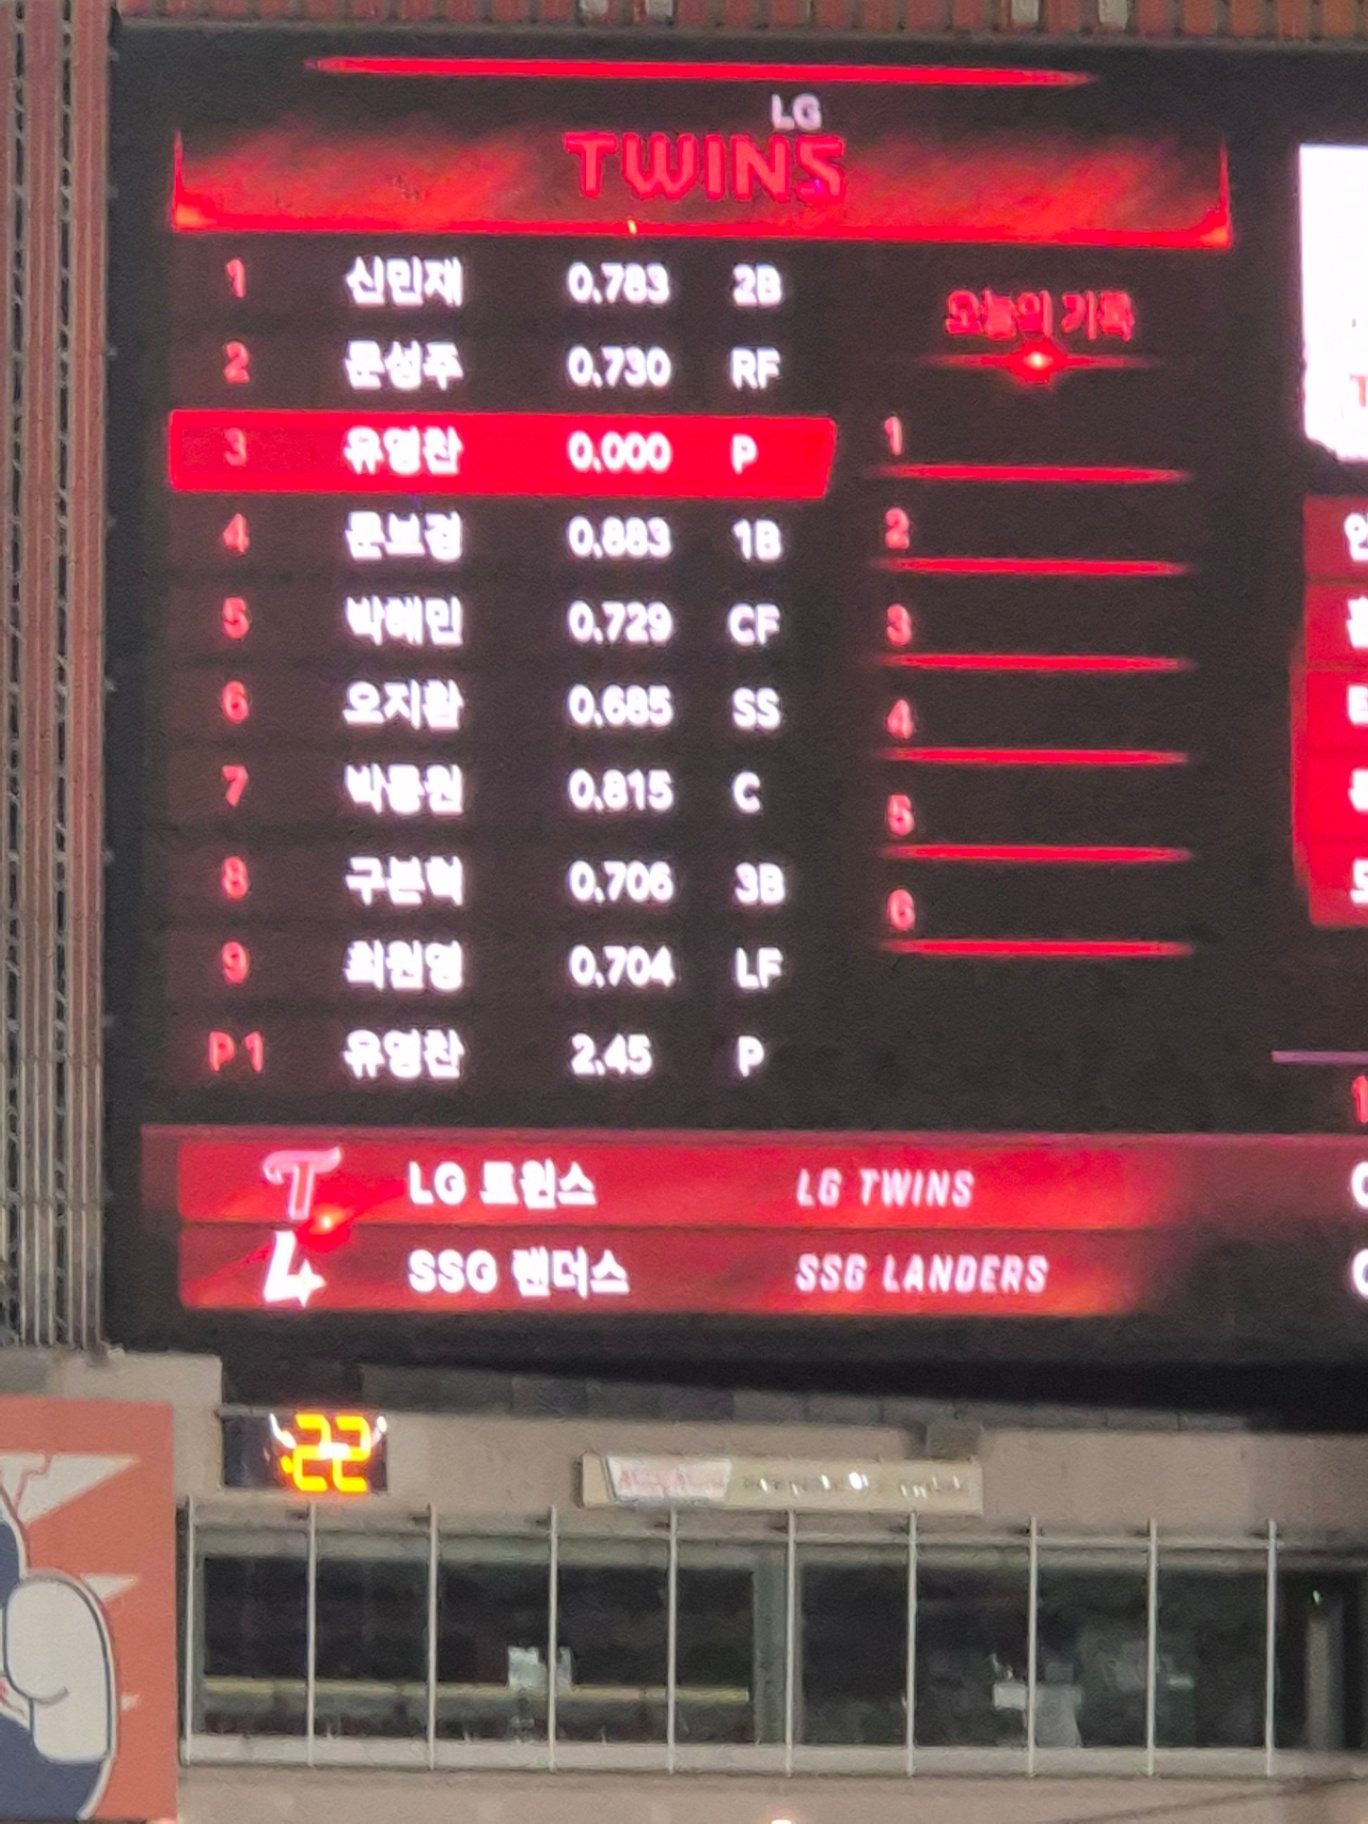 LG
TWINS
1 신민재 0.783 2B
2 문성주 0.730 RF
3 유영찬 0.000 P
4 문보경 0.883 1B
5 박해민 0.729 CF
6 오지환 0.685 SS
7 박동원 0.815 C
8 구본혁 0.706 3B
9 최원영 0.704 LF
P1 유영찬 2.45 P
오늘의 기록
1
2
3
4
5
6
LG 트윈스 LG TWINS
SSG 랜더스 SSG LANDERS
22